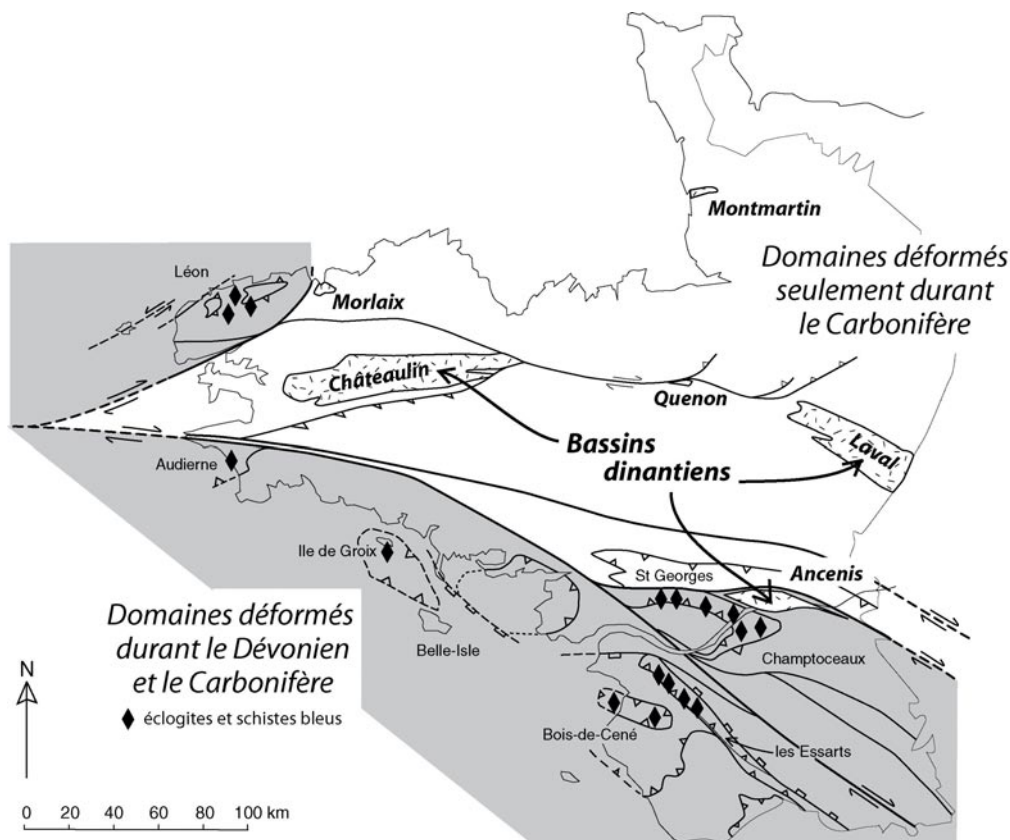 Montmartin
Domaines déformés
seulement durant
le Carbonifère
Léon
Morlaix
Châteaulin
Quenon
Bassins
dinantiens
Laval
Audierne
Ile de Groix
St Georges
Ancenis
Domaines déformés
durant le Dévonien
et le Carbonifère
éclogites et schistes bleus
Belle-Isle
Champtoceaux
N
Bois-de-Cené
les Essarts
0 20 40 60 80 100 km